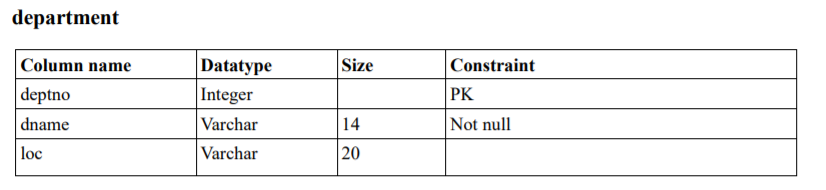 department
Column name Datatype Size Constraint
deptno Integer PK
dname Varchar 14 Not null
loc Varchar 20